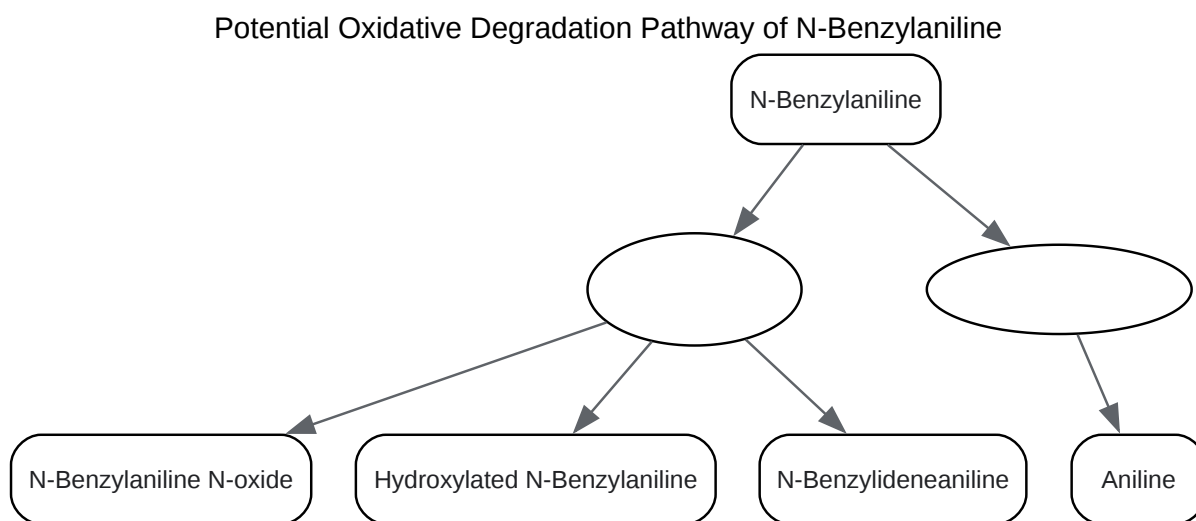 Potential Oxidative Degradation Pathway of N-Benzylaniline
N-Benzylaniline
N-Benzylaniline N-oxide
Hydroxylated N-Benzylaniline
N-Benzylideneaniline
Aniline